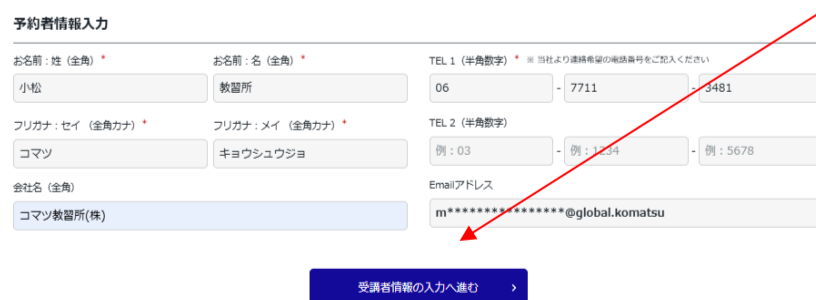 予約者情報入力
お名前：姓（全角）*
お名前：名（全角）*
TEL 1（半角数字）* ※ 当社より連絡希望の電話番号をご記入ください
小松
教習所
06 - 7711 - 3481
フリガナ：セイ（全角カナ）*
フリガナ：メイ （全角カナ）*
TEL 2（半角数字）
コマツ
キョウシュウジョ
例：03 - 例：1234 - 例：5678
会社名（全角）
Emailアドレス
コマツ教習所(株)
m****************@global.komatsu
受講者情報の入力へ進む ›